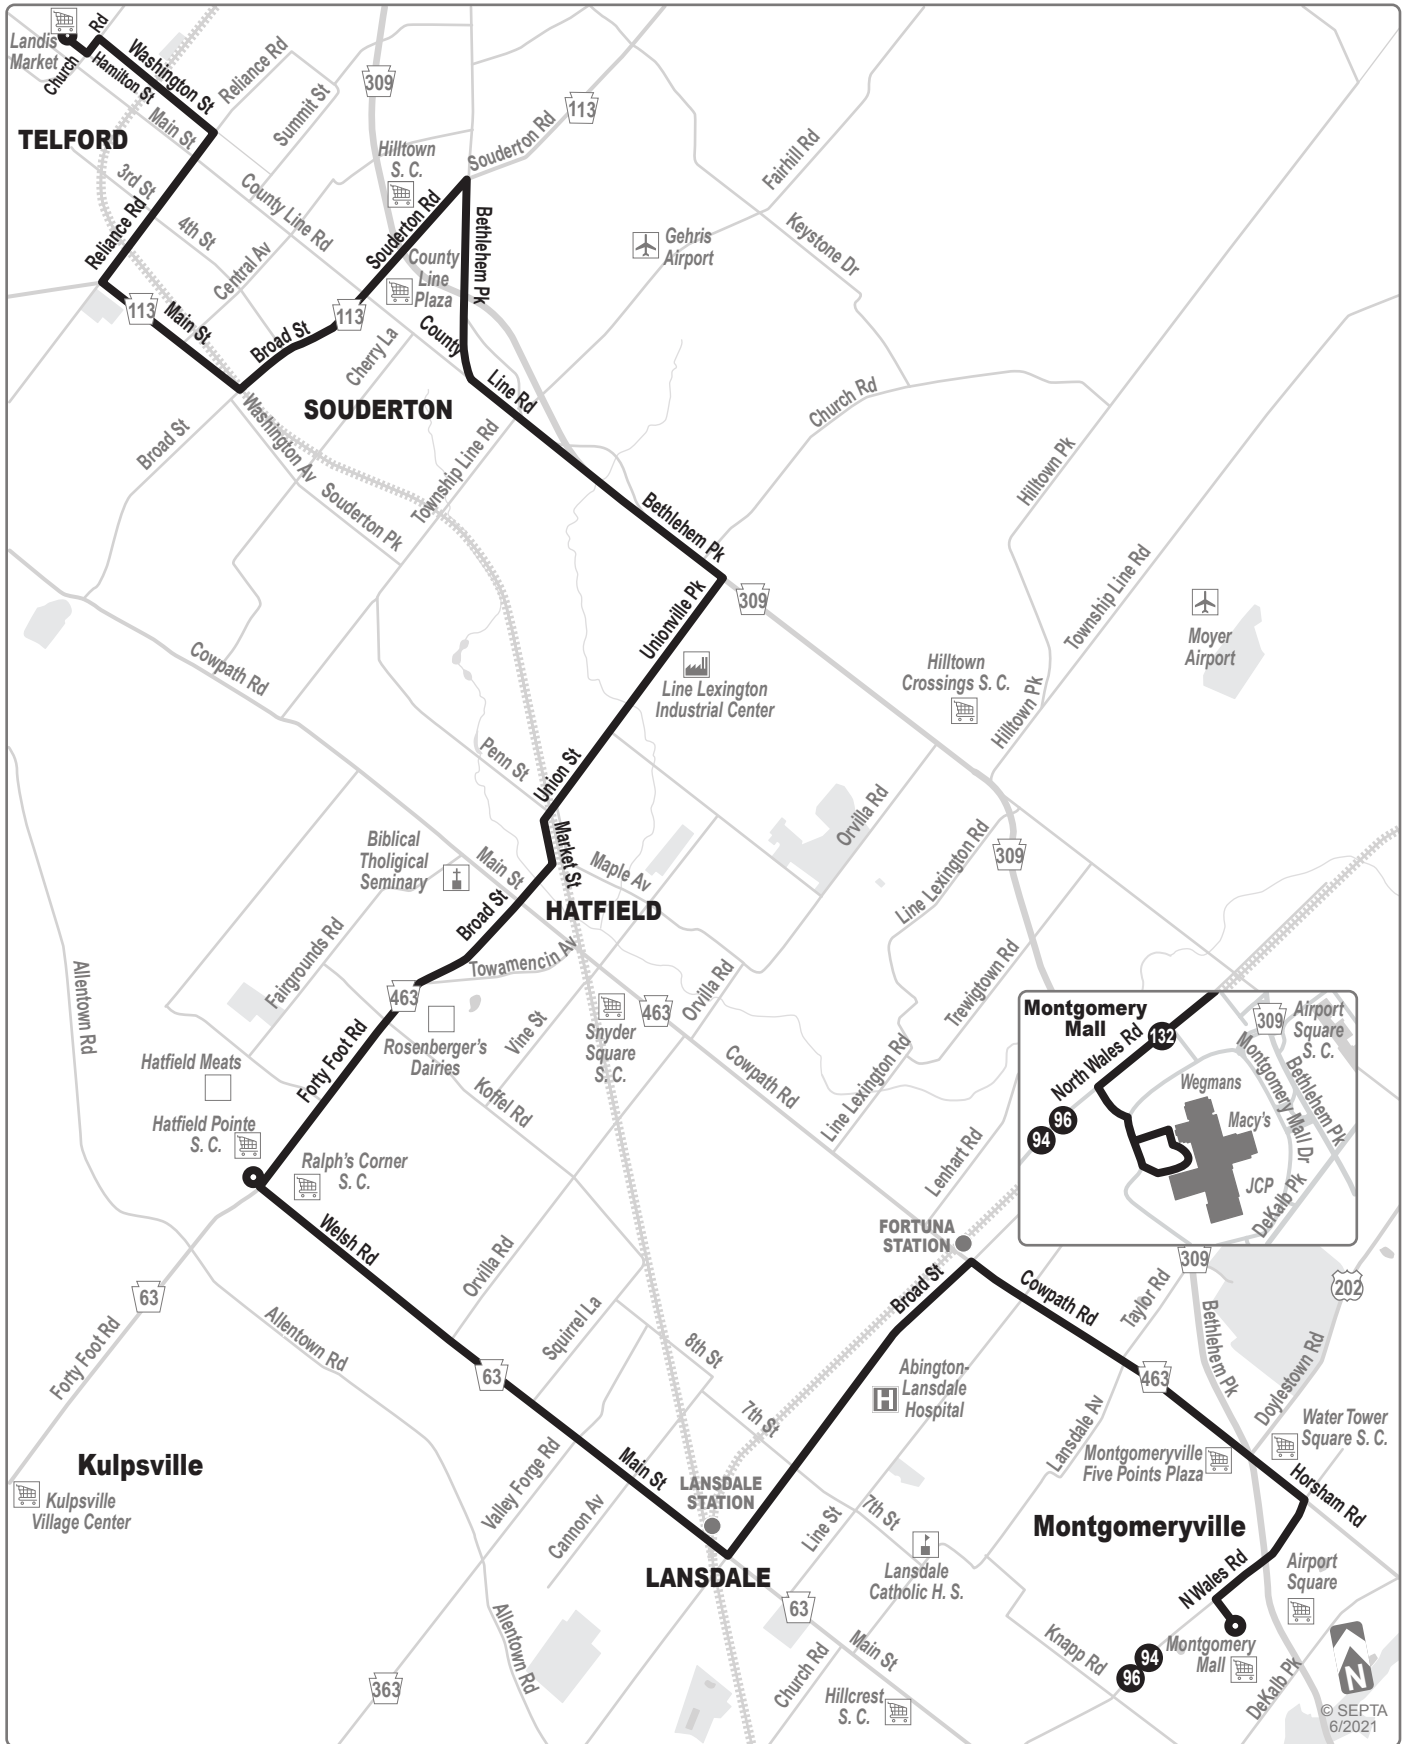 Landis
Market
Church
Rd
Hamilton St
Washington St
Reliance Rd
Summit St
309
113
Souderton Rd
Main St
TELFORD
Hilltown
S. C.
Fairhill Rd
3rd St
County Line Rd
4th St
Central Av
Reliance Rd
Souderton Rd
Bethlehem Pk
Keystone Dr
Gehris
Airport
County
Line
Plaza
113
Main St
Broad St
113
County
Line Rd
Cherry La
SOUDERTON
Church Rd
Broad St
Washington Av
Souderton Pk
Township Line Rd
Hilltown Pk
Bethlehem Pk
309
Township Line Rd
Unionville Pk
Moyer
Airport
Cowpath Rd
Line Lexington
Industrial Center
Hilltown
Crossings S. C.
Hilltown Pk
Penn St
Union St
Market St
Orvilla Rd
Biblical
Tholigical
Seminary
Main St
Maple Av
Line Lexington Rd
309
Broad St
HATFIELD
Fairgrounds Rd
Towamencin Av
Allentown Rd
463
Orvilla Rd
Trewigtown Rd
Snyder
Square
S. C.
463
Rosenberger's
Dairies
Vine St
Hatfield Meats
Forty Foot Rd
Koffel Rd
Cowpath Rd
Line Lexington Rd
Montgomery
Mall
132
North Wales Rd
309
Airport
Square
S. C.
Montgomery Mall Dr
Bethlehem Pk
Wegmans
Macy's
96
94
JCP
DeKalb Pk
Hatfield Pointe
S. C.
Ralph's Corner
S. C.
Lenhart Rd
Welsh Rd
FORTUNA
STATION
Orvilla Rd
Broad St
Cowpath Rd
Taylor Rd
309
202
63
Forty Foot Rd
Allentown Rd
Squirrel La
8th St
Bethlehem Pk
Doylestown Rd
63
Abington-
Lansdale
Hospital
463
7th St
Lansdale Av
Water Tower
Square S. C.
Montgomeryville
Five Points Plaza
Kulpsville
Kulpsville
Village Center
Valley Forge Rd
Main St
LANSDALE
STATION
Horsham Rd
Cannon Av
Line St
7th St
Montgomeryville
N Wales Rd
Airport
Square
LANSDALE
Lansdale
Catholic H. S.
63
Allentown Rd
Main St
Knapp Rd
94
96
Montgomery
Mall
363
Church Rd
Hillcrest
S. C.
DeKalb Pk
N
© SEPTA
6/2021